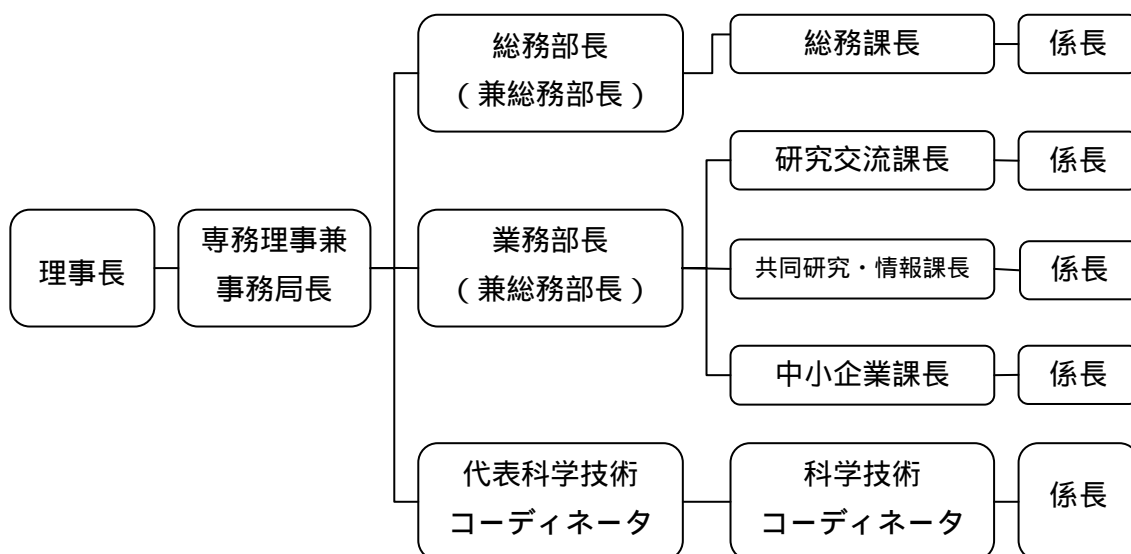 理事長
専務理事兼
事務局長
総務部長
（兼総務部長）
総務課長
係長
業務部長
（兼総務部長）
研究交流課長
係長
共同研究・情報課長
係長
中小企業課長
係長
代表科学技術
コーディネータ
科学技術
コーディネータ
係長